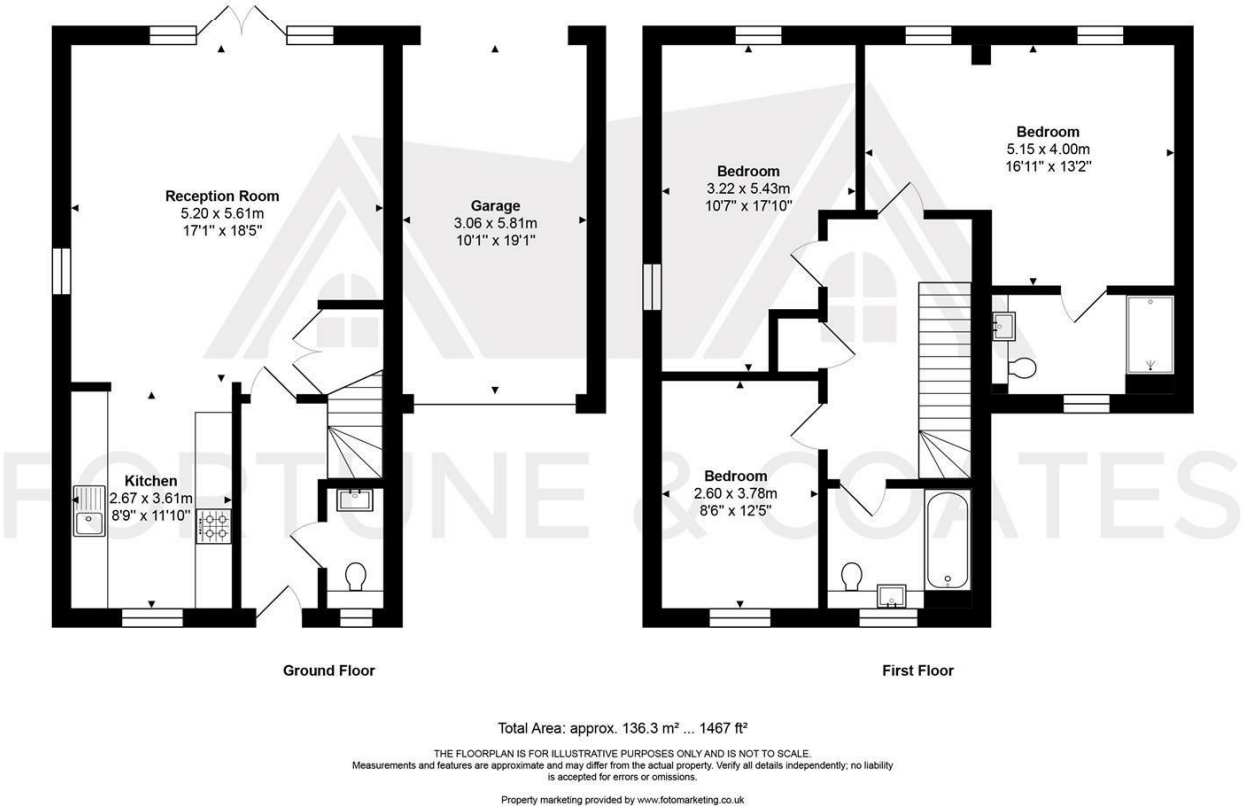 Reception Room
5.20 x 5.61m
17'1" x 18'5"
Garage
3.06 x 5.81m
10'1" x 19'1"
Bedroom
3.22 x 5.43m
10'7" x 17'10"
Bedroom
5.15 x 4.00m
16'11" x 13'2"
Kitchen
2.67 x 3.61m
8'9" x 11'10"
Bedroom
2.60 x 3.78m
8'6" x 12'5"
FORTUNE & COATES
Ground Floor
First Floor
Total Area: approx. 136.3 m² ... 1467 ft²
THE FLOORPLAN IS FOR ILLUSTRATIVE PURPOSES ONLY AND IS NOT TO SCALE.
Measurements and features are approximate and may differ from the actual property. Verify all details independently; no liability
is accepted for errors or omissions.
Property marketing provided by www.fotomarketing.co.uk